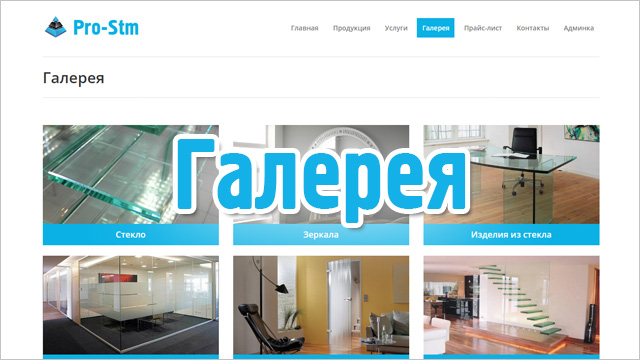 Pro-Stm
Главная Продукция Услуги Галерея Прайс-лист Контакты Админка
Галерея
Галерея
Стекло Зеркала Изделия из стекла